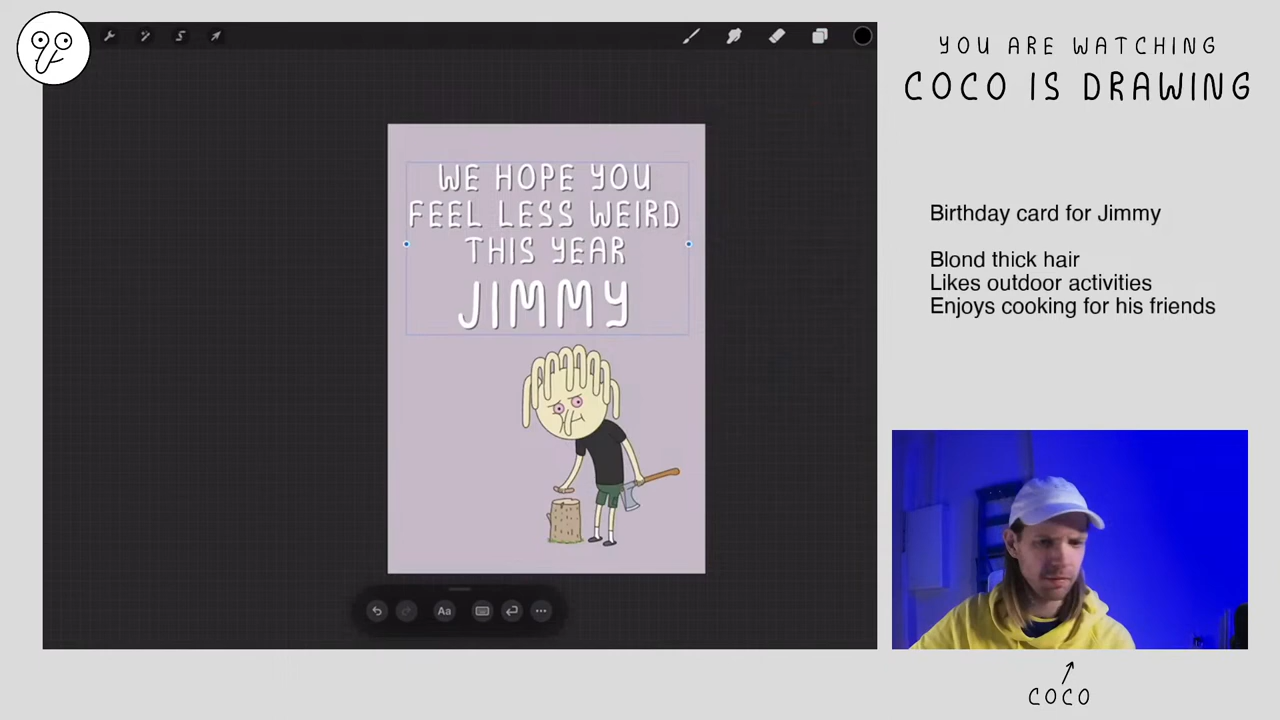 YOU ARE WATCHING
COCO IS DRAWING
WE HOPE YOU
FEEL LESS WEIRD
THIS YEAR
JIMMY
Birthday card for Jimmy
Blond thick hair
Likes outdoor activities
Enjoys cooking for his friends
Aa
COCO